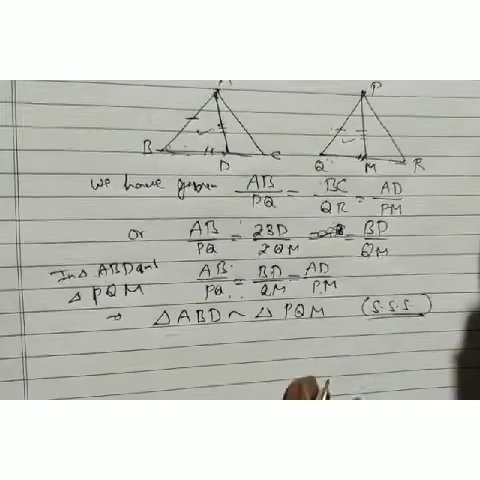 A P
B D C Q M R
We have given AB/PQ = BC/QR = AD/PM
or AB/PQ = 2BD/2QM = BD/QM
In Δ ABD and
Δ PQM AB/PQ = BD/QM = AD/PM
⇒ Δ ABD ~ Δ PQM (S.S.S.)